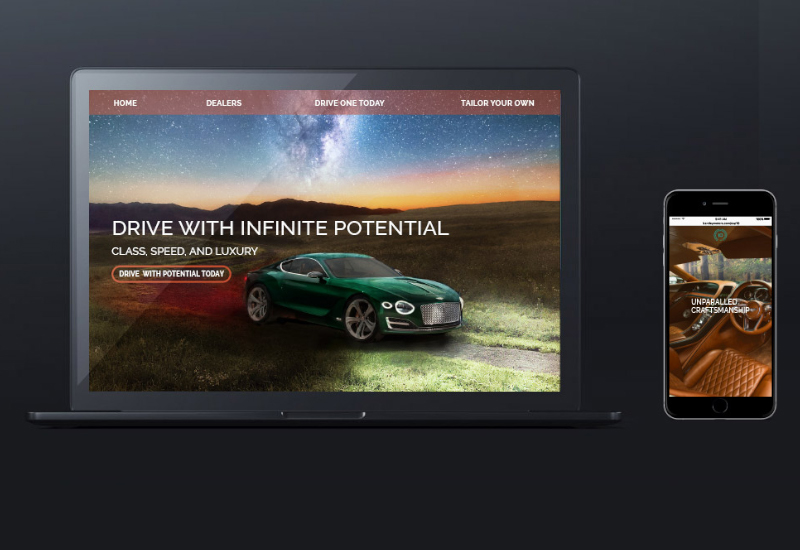 HOME DEALERS DRIVE ONE TODAY TAILOR YOUR OWN
DRIVE WITH INFINITE POTENTIAL
CLASS, SPEED, AND LUXURY
DRIVE WITH POTENTIAL TODAY
UNPARALLED
CRAFTSMANSHIP